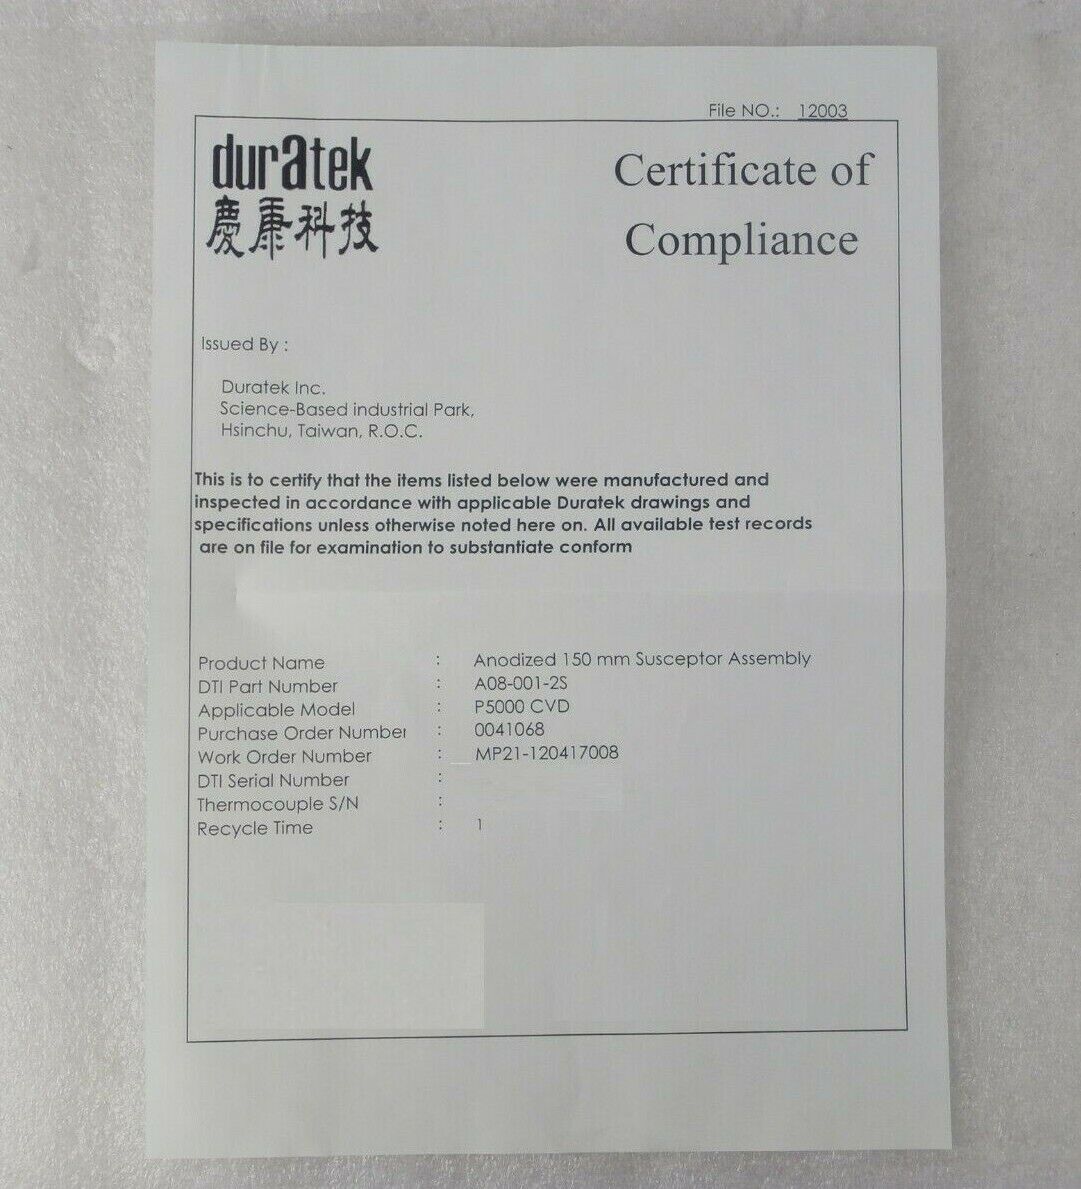 File NO.: 12003
duratek
慶康科技
Certificate of
Compliance
Issued By :
Duratek Inc.
Science-Based industrial Park,
Hsinchu, Taiwan, R.O.C.
This is to certify that the items listed below were manufactured and
inspected in accordance with applicable Duratek drawings and
specifications unless otherwise noted here on. All available test records
are on file for examination to substantiate conform
Product Name : Anodized 150 mm Susceptor Assembly
DTI Part Number : A08-001-2S
Applicable Model : P5000 CVD
Purchase Order Number : 0041068
Work Order Number : MP21-120417008
DTI Serial Number :
Thermocouple S/N :
Recycle Time : 1